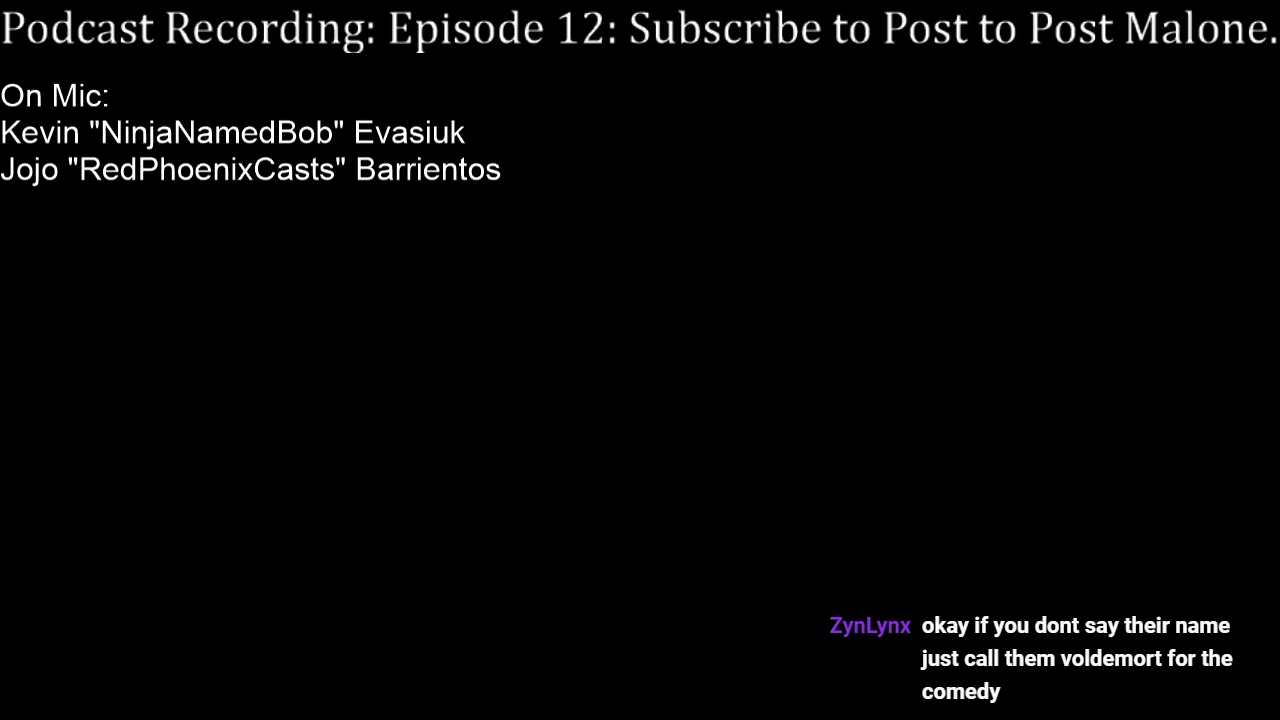 Podcast Recording: Episode 12: Subscribe to Post to Post Malone.
On Mic:
Kevin "NinjaNamedBob" Evasiuk
Jojo "RedPhoenixCasts" Barrientos
ZynLynx okay if you dont say their name
just call them voldemort for the
comedy